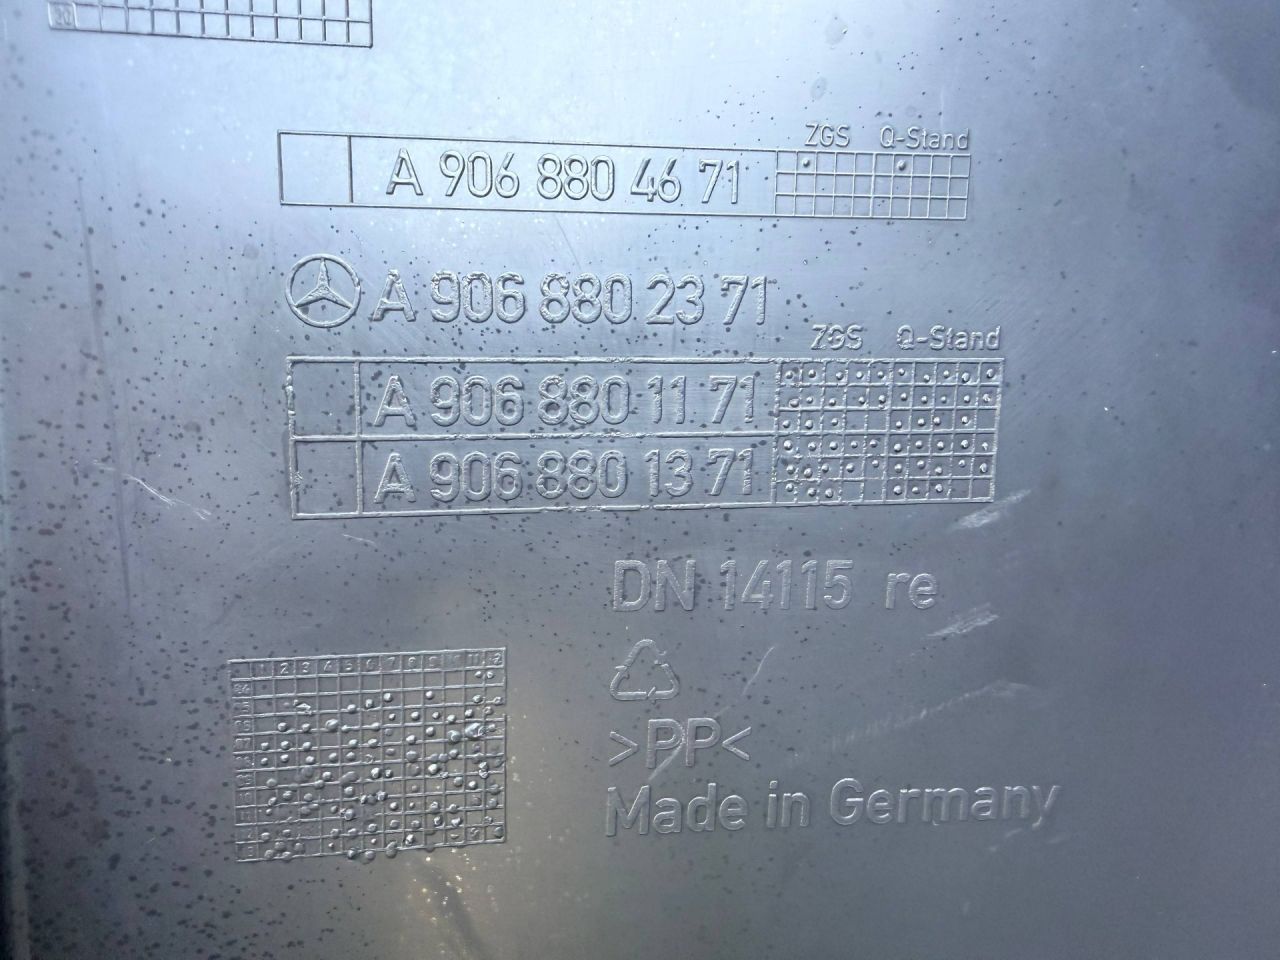 ZGS Q-Stand
A 906 880 46 71
A 906 880 23 71
ZGS Q-Stand
A 906 880 11 71
A 906 880 13 71
DN 14115 re
>PP<
Made in Germany